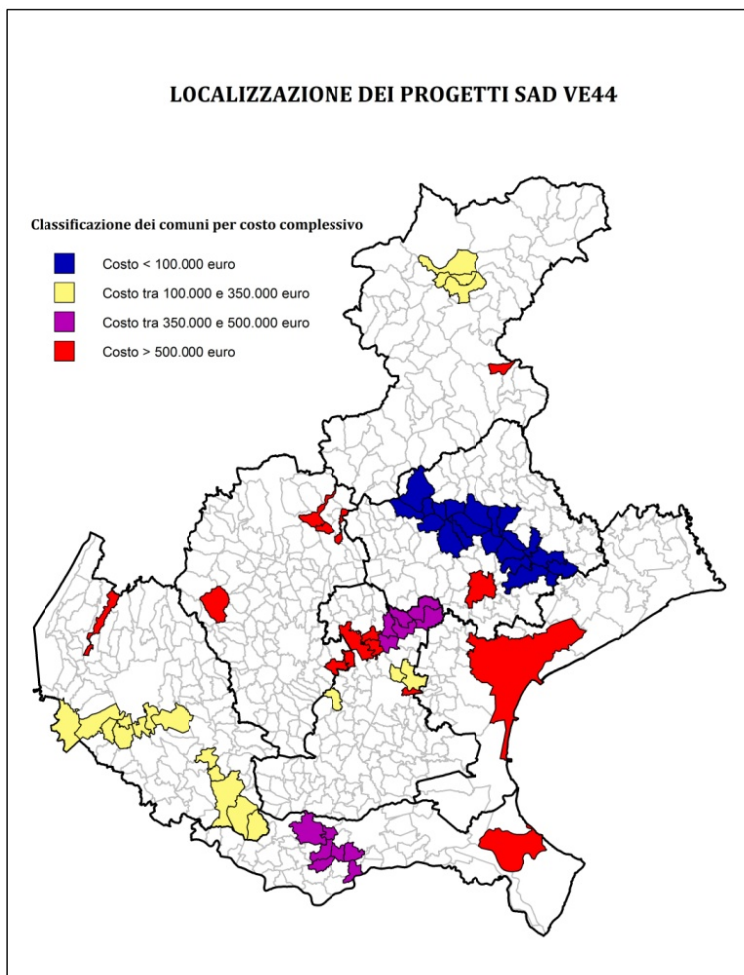 LOCALIZZAZIONE DEI PROGETTI SAD VE44
Classificazione dei comuni per costo complessivo
Costo < 100.000 euro
Costo tra 100.000 e 350.000 euro
Costo tra 350.000 e 500.000 euro
Costo > 500.000 euro